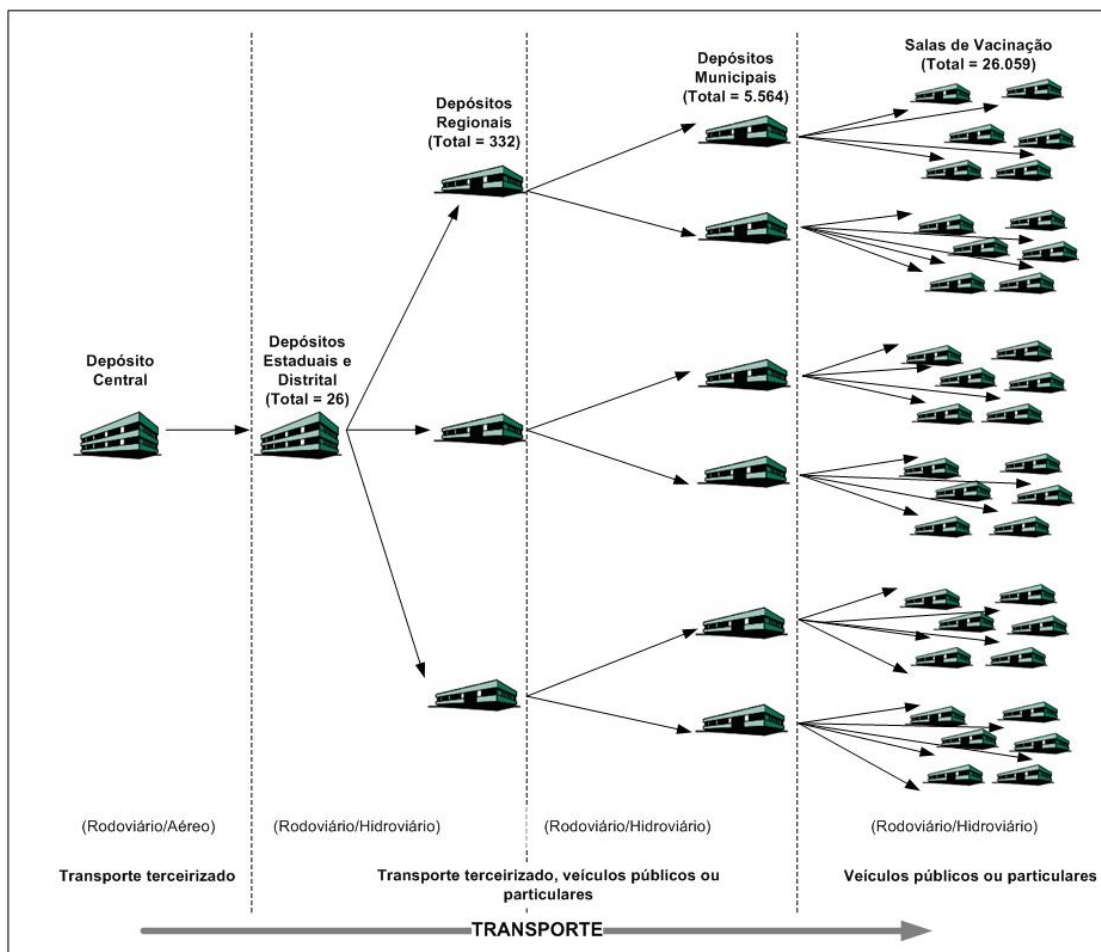 Salas de Vacinação
(Total = 26.059)
Depósitos
Municipais
(Total = 5.564)
Depósitos
Regionais
(Total = 332)
Depósitos
Estaduais e
Distrital
(Total = 26)
Depósito
Central
(Rodoviário/Aéreo)
(Rodoviário/Hidroviário)
(Rodoviário/Hidroviário)
(Rodoviário/Hidroviário)
Transporte terceirizado
Transporte terceirizado, veículos públicos ou
particulares
Veículos públicos ou particulares
TRANSPORTE